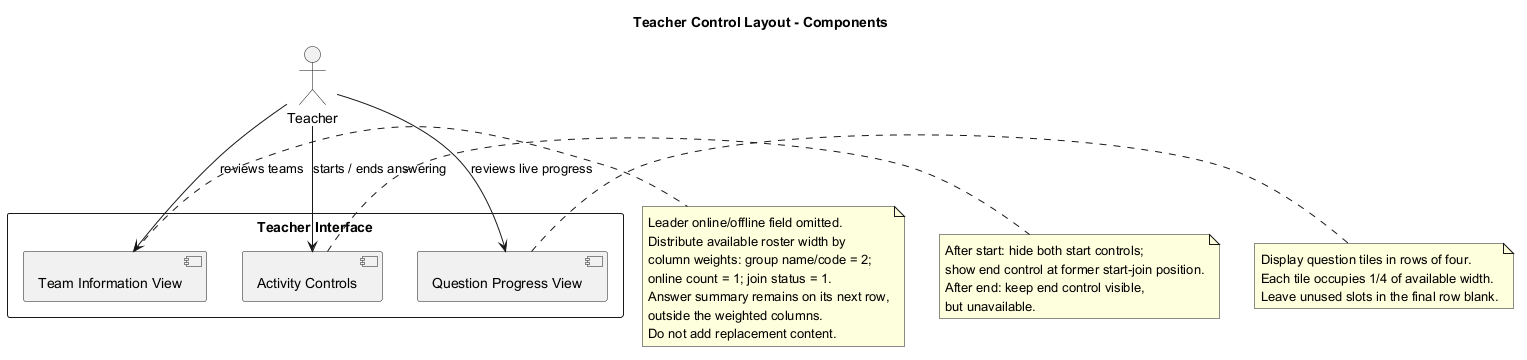 Teacher Control Layout - Components
Teacher
reviews teams
starts / ends answering
reviews live progress
Teacher Interface
Team Information View
Activity Controls
Question Progress View
Leader online/offline field omitted.
Distribute available roster width by
column weights: group name/code = 2;
online count = 1; join status = 1.
Answer summary remains on its next row,
outside the weighted columns.
Do not add replacement content.
After start: hide both start controls;
show end control at former start-join position.
After end: keep end control visible,
but unavailable.
Display question tiles in rows of four.
Each tile occupies 1/4 of available width.
Leave unused slots in the final row blank.